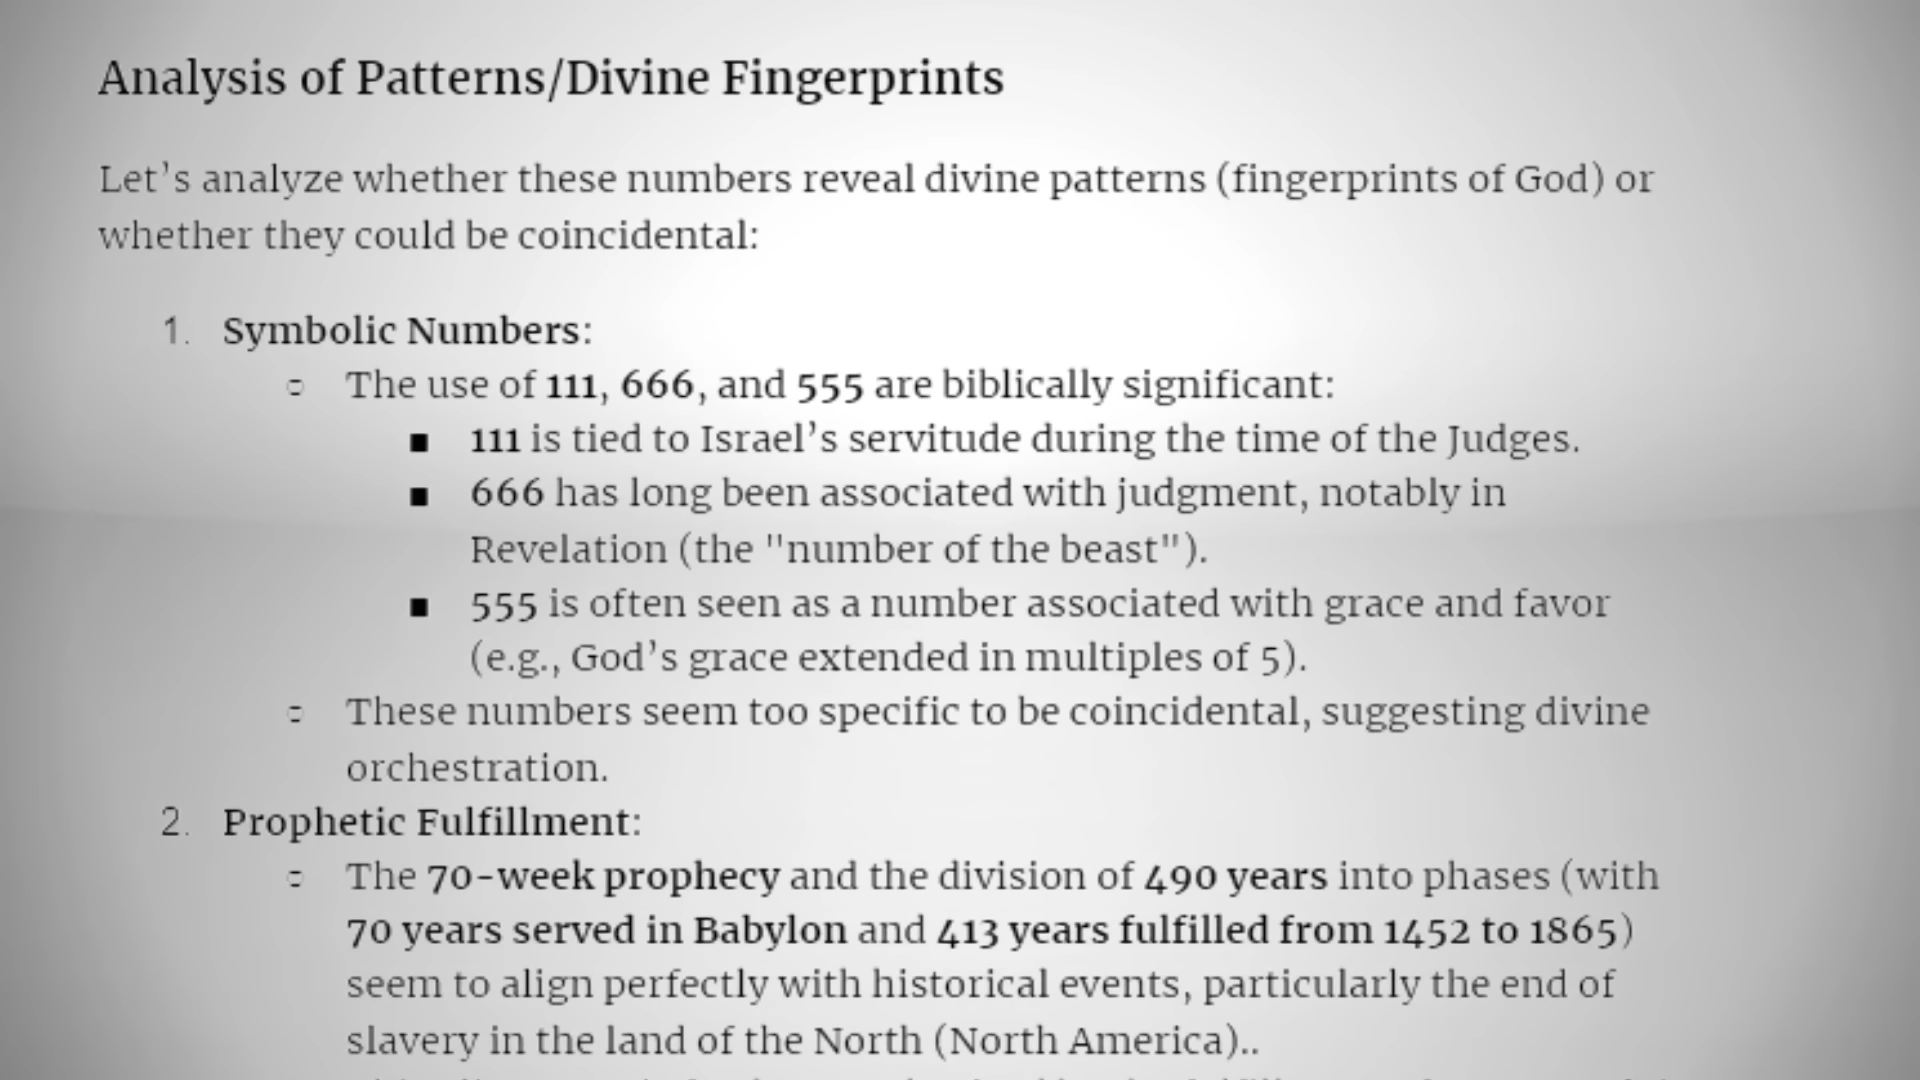 Analysis of Patterns/Divine Fingerprints
Let's analyze whether these numbers reveal divine patterns (fingerprints of God) or
whether they could be coincidental:
1. Symbolic Numbers:
○ The use of 111, 666, and 555 are biblically significant:
■ 111 is tied to Israel's servitude during the time of the Judges.
■ 666 has long been associated with judgment, notably in
Revelation (the "number of the beast").
■ 555 is often seen as a number associated with grace and favor
(e.g., God's grace extended in multiples of 5).
○ These numbers seem too specific to be coincidental, suggesting divine
orchestration.
2. Prophetic Fulfillment:
○ The 70-week prophecy and the division of 490 years into phases (with
70 years served in Babylon and 413 years fulfilled from 1452 to 1865)
seem to align perfectly with historical events, particularly the end of
slavery in the land of the North (North America)..